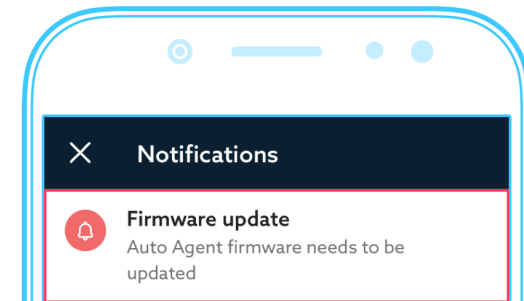 Notifications
Firmware update
Auto Agent firmware needs to be
updated